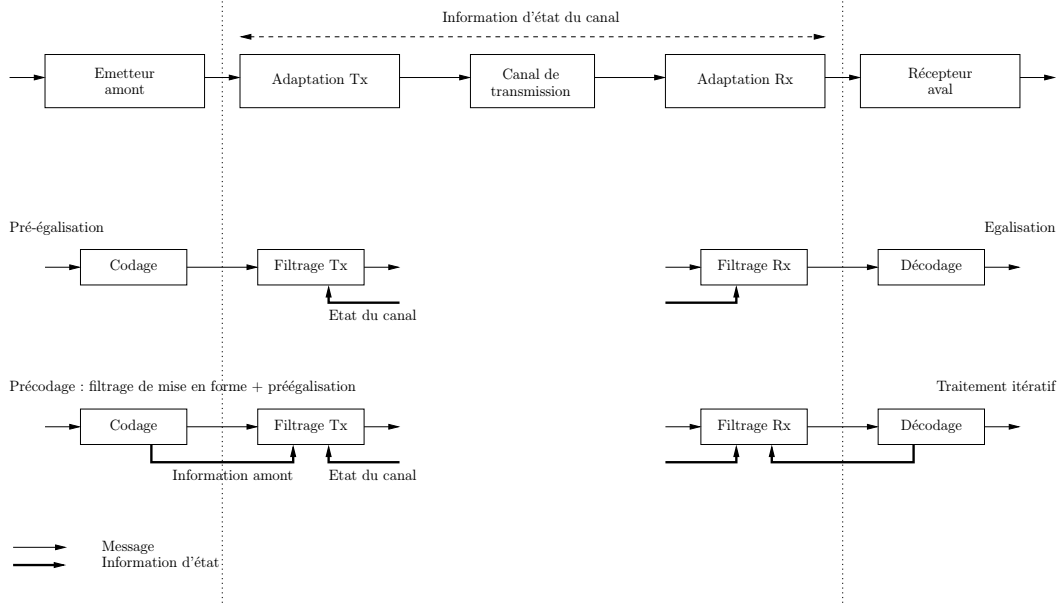 Information d'état du canal
Emetteur
amont
Adaptation Tx
Canal de
transmission
Adaptation Rx
Récepteur
aval
Pré-égalisation
Egalisation
Codage
Filtrage Tx
Filtrage Rx
Décodage
Etat du canal
Précodage : filtrage de mise en forme + préégalisation
Traitement itératif
Codage
Filtrage Tx
Filtrage Rx
Décodage
Information amont
Etat du canal
Message
Information d'état